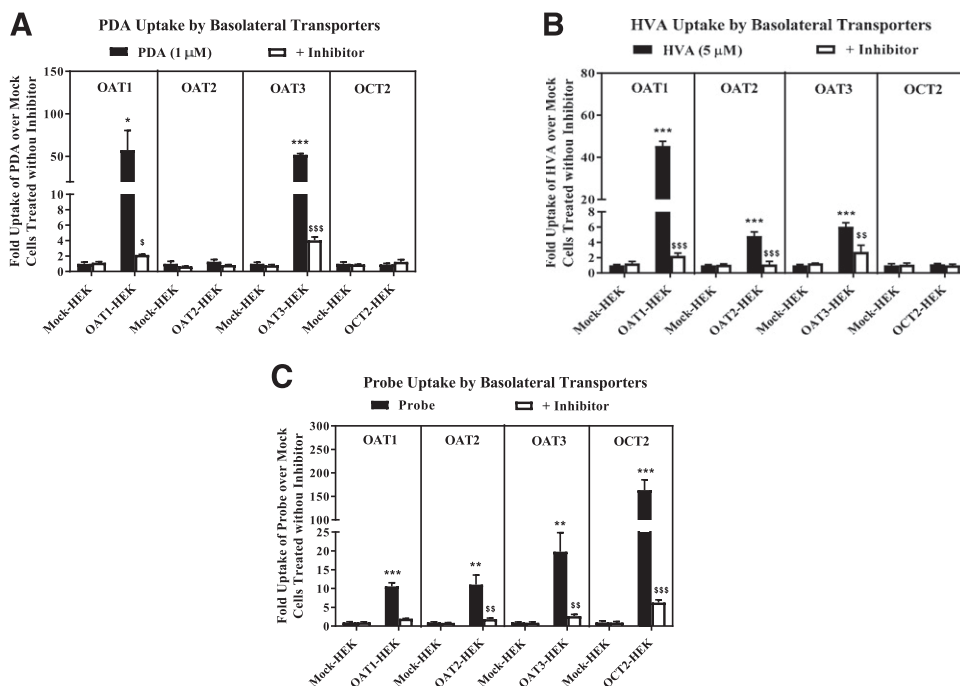 A
PDA Uptake by Basolateral Transporters
PDA (1 μM) + Inhibitor
Fold Uptake of PDA over Mock
Cells Treated without Inhibitor
150
100
50
10
8
6
4
2
0
OAT1 OAT2 OAT3 OCT2
* $ *** $$$
Mock-HEK OAT1-HEK Mock-HEK OAT2-HEK Mock-HEK OAT3-HEK Mock-HEK OCT2-HEK
B
HVA Uptake by Basolateral Transporters
HVA (5 μM) + Inhibitor
Fold Uptake of HVA over Mock
Cells Treated without Inhibitor
80
60
40
20
8
6
4
2
0
OAT1 OAT2 OAT3 OCT2
*** $$$ *** $$$ *** $$
Mock-HEK OAT1-HEK Mock-HEK OAT2-HEK Mock-HEK OAT3-HEK Mock-HEK OCT2-HEK
C
Probe Uptake by Basolateral Transporters
Probe + Inhibitor
Fold Uptake of Probe over Mock
Cells Treated withou Inhibitor
300
250
200
150
100
25
20
15
10
5
0
OAT1 OAT2 OAT3 OCT2
*** ** $$ ** $$ *** $$$
Mock-HEK OAT1-HEK Mock-HEK OAT2-HEK Mock-HEK OAT3-HEK Mock-HEK OCT2-HEK